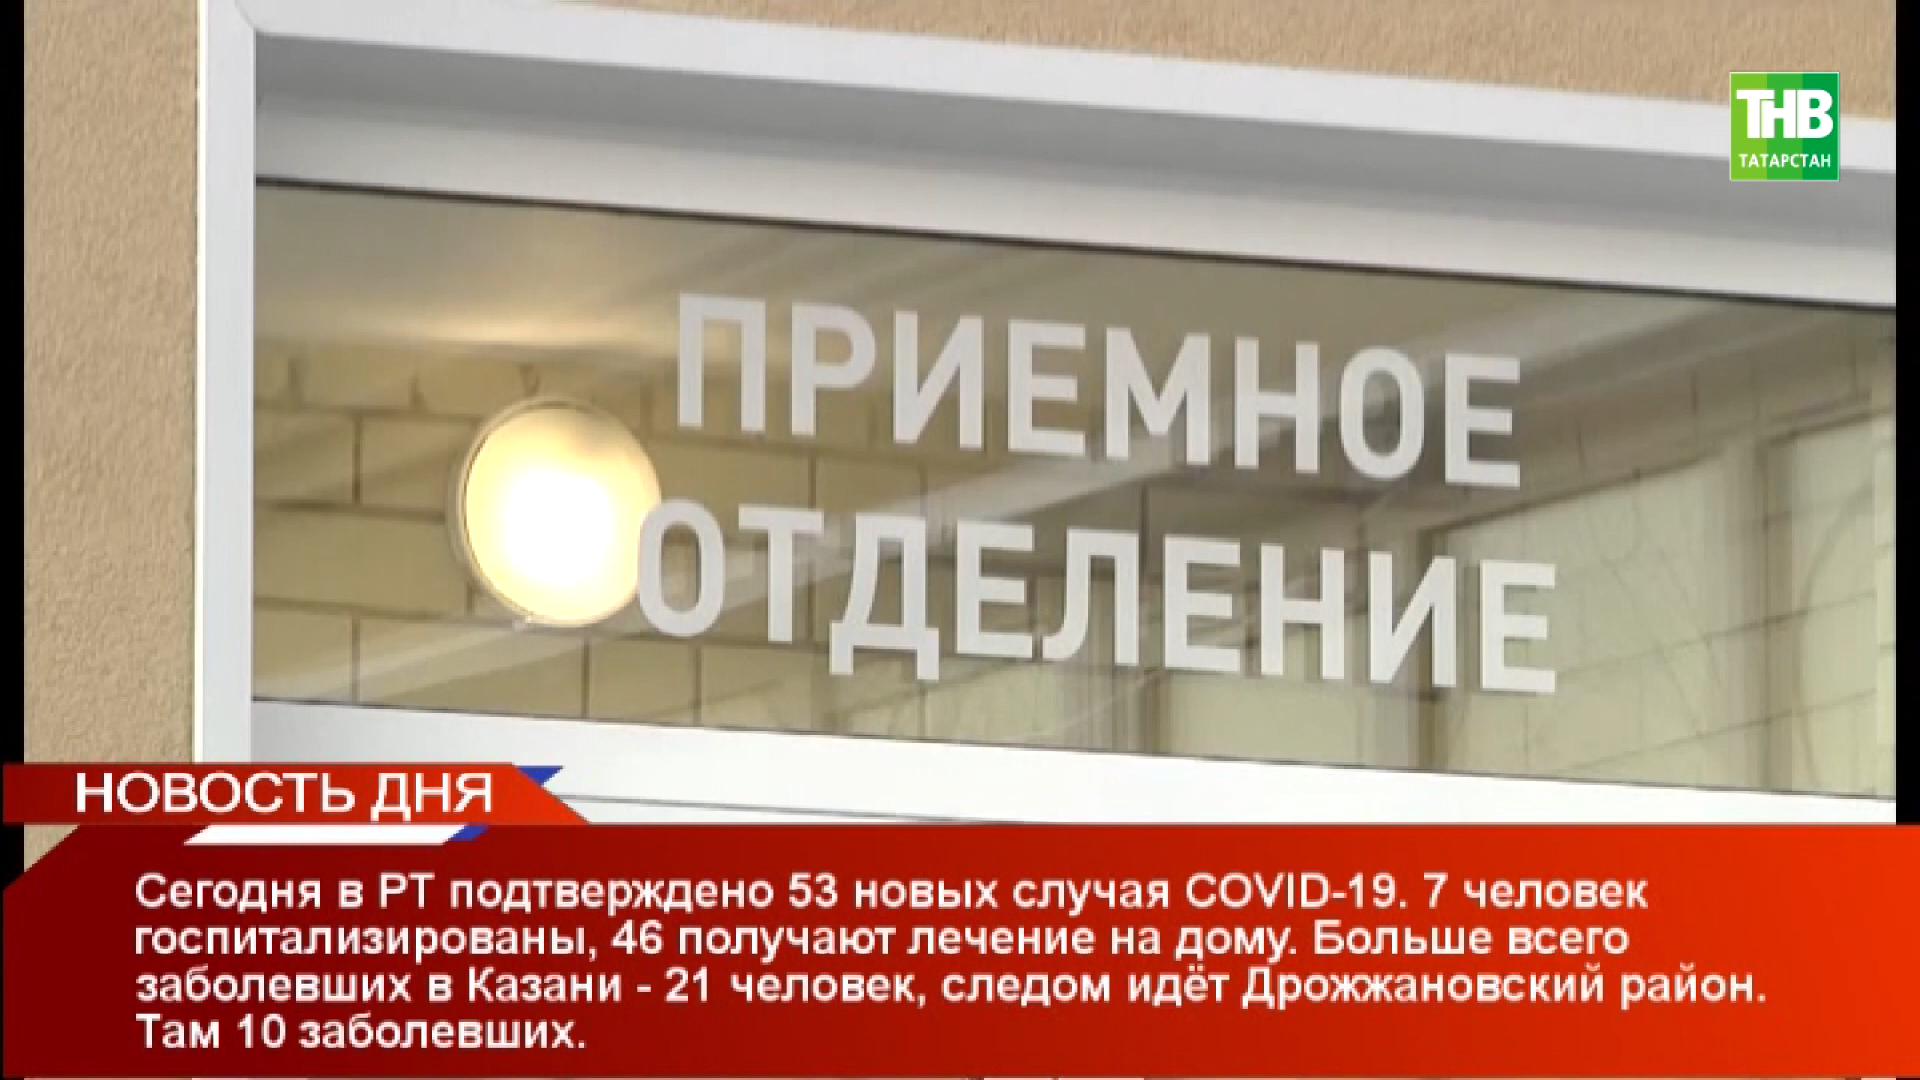 ТНВ
ТАТАРСТАН
ПРИЕМНОЕ
ОТДЕЛЕНИЕ
НОВОСТЬ ДНЯ
Сегодня в РТ подтверждено 53 новых случая COVID-19. 7 человек
госпитализированы, 46 получают лечение на дому. Больше всего
заболевших в Казани - 21 человек, следом идёт Дрожжановский район.
Там 10 заболевших.